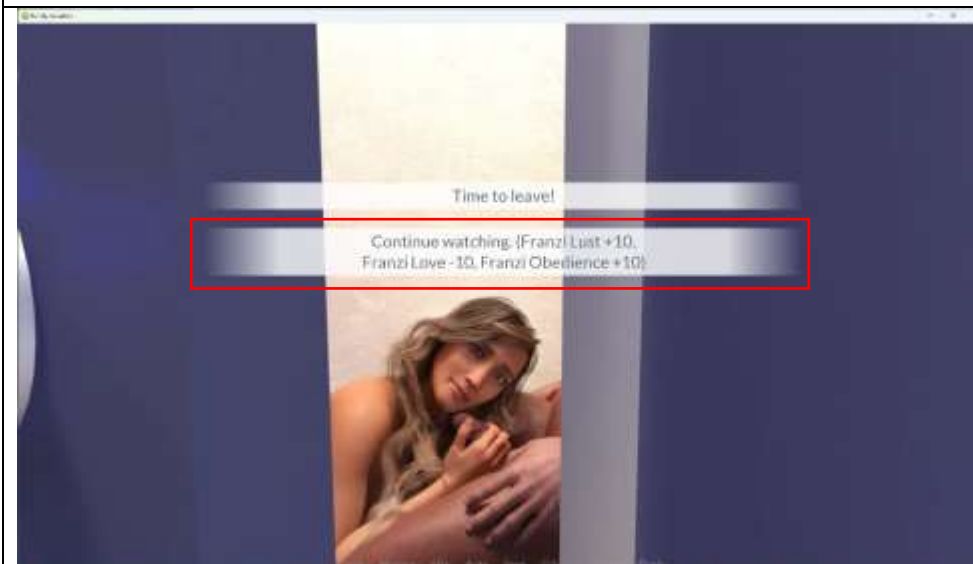 Time to leave!
Continue watching. (Franzi Lust +10,
Franzi Love -10, Franzi Obedience +10)